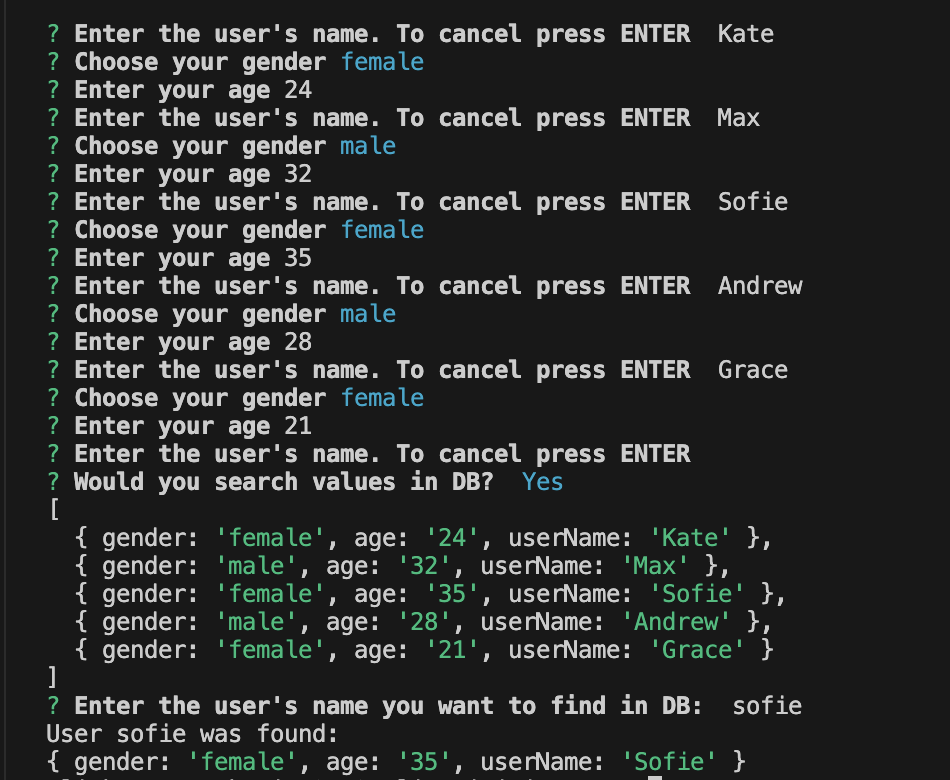 ? Enter the user's name. To cancel press ENTER  Kate
? Choose your gender female
? Enter your age 24
? Enter the user's name. To cancel press ENTER  Max
? Choose your gender male
? Enter your age 32
? Enter the user's name. To cancel press ENTER  Sofie
? Choose your gender female
? Enter your age 35
? Enter the user's name. To cancel press ENTER  Andrew
? Choose your gender male
? Enter your age 28
? Enter the user's name. To cancel press ENTER  Grace
? Choose your gender female
? Enter your age 21
? Enter the user's name. To cancel press ENTER
? Would you search values in DB?  Yes
[
  { gender: 'female', age: '24', userName: 'Kate' },
  { gender: 'male', age: '32', userName: 'Max' },
  { gender: 'female', age: '35', userName: 'Sofie' },
  { gender: 'male', age: '28', userName: 'Andrew' },
  { gender: 'female', age: '21', userName: 'Grace' }
]
? Enter the user's name you want to find in DB:  sofie
User sofie was found:
{ gender: 'female', age: '35', userName: 'Sofie' }